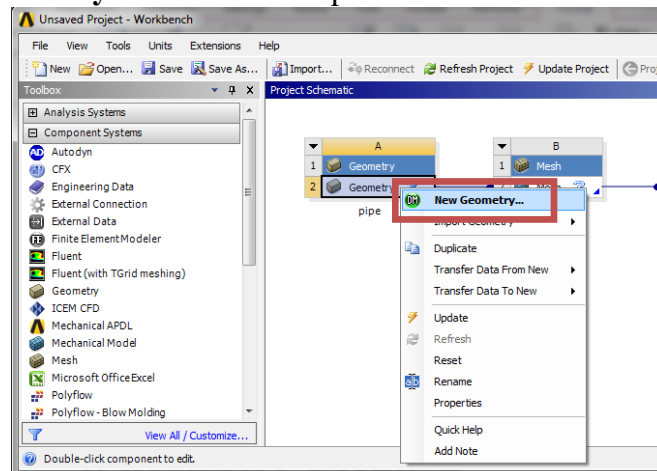 Unsaved Project - Workbench
File View Tools Units Extensions Help
New Open... Save Save As... Import... Reconnect Refresh Project Update Project
Toolbox
Project Schematic
Analysis Systems
Component Systems
Autodyn
CFX
Engineering Data
External Connection
External Data
Finite Element Modeler
Fluent
Fluent (with TGrid meshing)
Geometry
ICEM CFD
Mechanical APDL
Mechanical Model
Mesh
Microsoft Office Excel
Polyflow
Polyflow - Blow Molding
View All / Customize...
Double-click component to edit.
A
1 Geometry
2 Geometry
pipe
B
1 Mesh
2 Mesh
New Geometry...
Import Geometry
Duplicate
Transfer Data From New
Transfer Data To New
Update
Refresh
Reset
Rename
Properties
Quick Help
Add Note